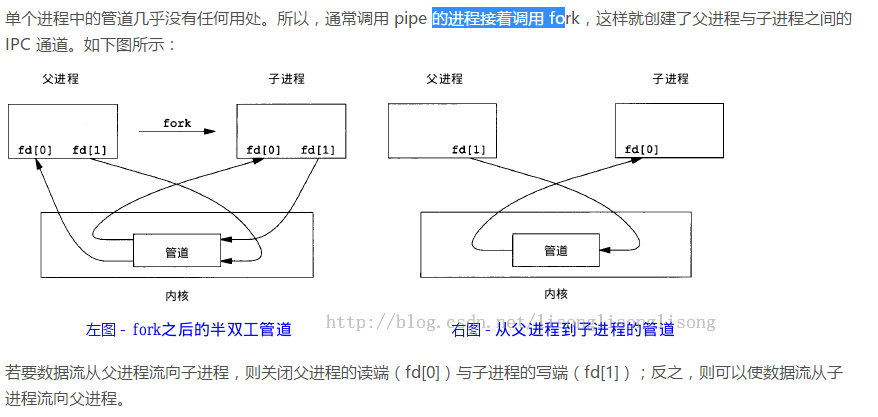 单个进程中的管道几乎没有任何用处。所以，通常调用 pipe 的进程接着调用 fork，这样就创建了父进程与子进程之间的
IPC 通道。如下图所示：
父进程 子进程 父进程 子进程
fork
fd[0] fd[1] fd[0] fd[1] fd[1] fd[0]
管道 管道
内核 内核
http://blog.csdn.net/lisonglisonglisong
左图 - fork之后的半双工管道 右图 - 从父进程到子进程的管道
若要数据流从父进程流向子进程，则关闭父进程的读端（fd[0]）与子进程的写端（fd[1]）；反之，则可以使数据流从子
进程流向父进程。